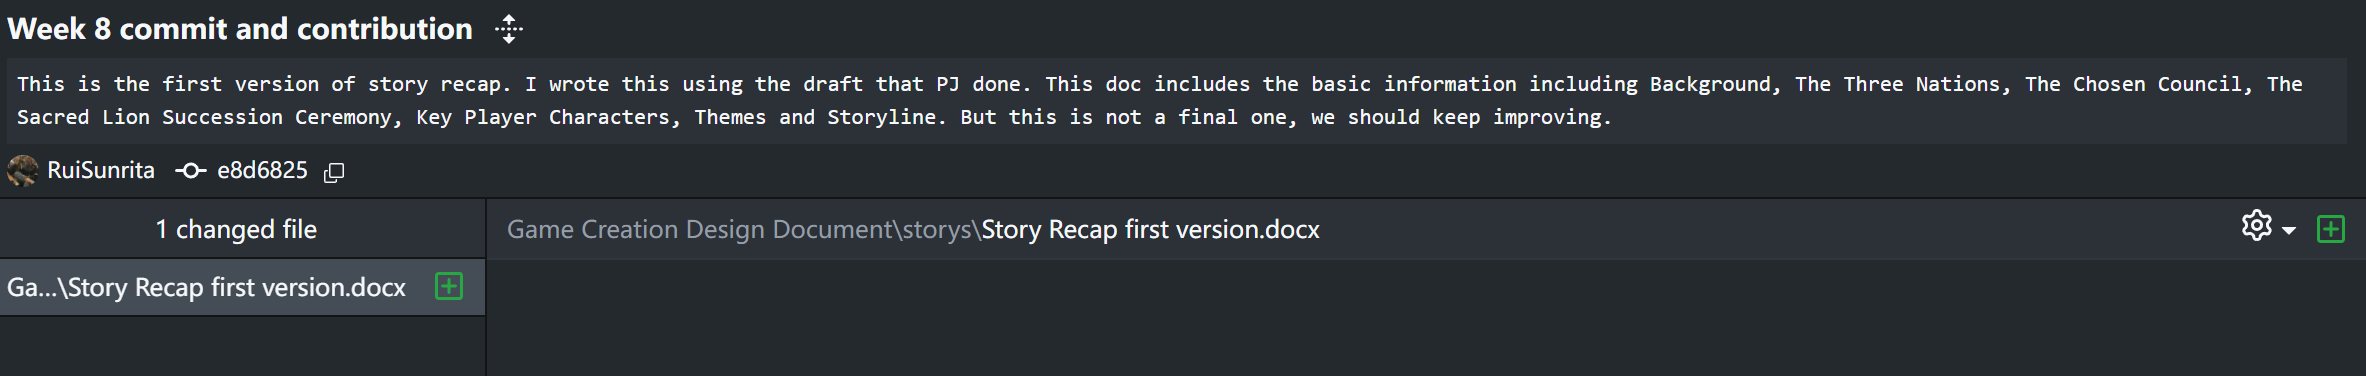 Week 8 commit and contribution
This is the first version of story recap. I wrote this using the draft that PJ done. This doc includes the basic information including Background, The Three Nations, The Chosen Council, The
Sacred Lion Succession Ceremony, Key Player Characters, Themes and Storyline. But this is not a final one, we should keep improving.
RuiSunrita e8d6825
1 changed file
Game Creation Design Document\storys\Story Recap first version.docx
Ga...\Story Recap first version.docx